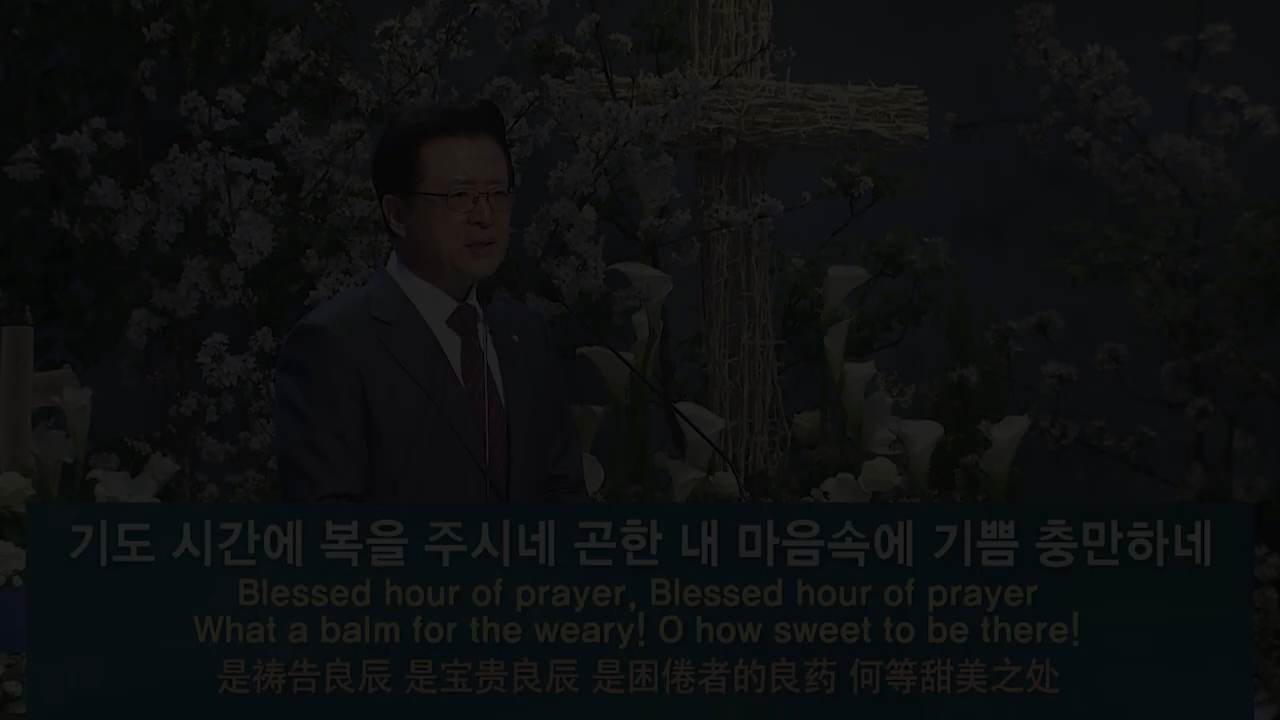 기도 시간에 복을 주시네 곤한 내 마음속에 기쁨 충만하네
Blessed hour of prayer, Blessed hour of prayer
What a balm for the weary! O how sweet to be there!
是祷告良辰 是宝贵良辰 是困倦者的良药 何等甜美之处